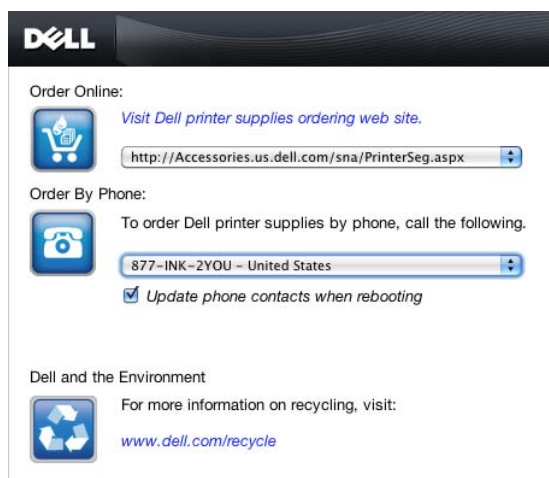 DELL
Order Online:
Visit Dell printer supplies ordering web site.
http://Accessories.us.dell.com/sna/PrinterSeg.aspx
Order By Phone:
To order Dell printer supplies by phone, call the following.
877-INK-2YOU - United States
Update phone contacts when rebooting
Dell and the Environment
For more information on recycling, visit:
www.dell.com/recycle